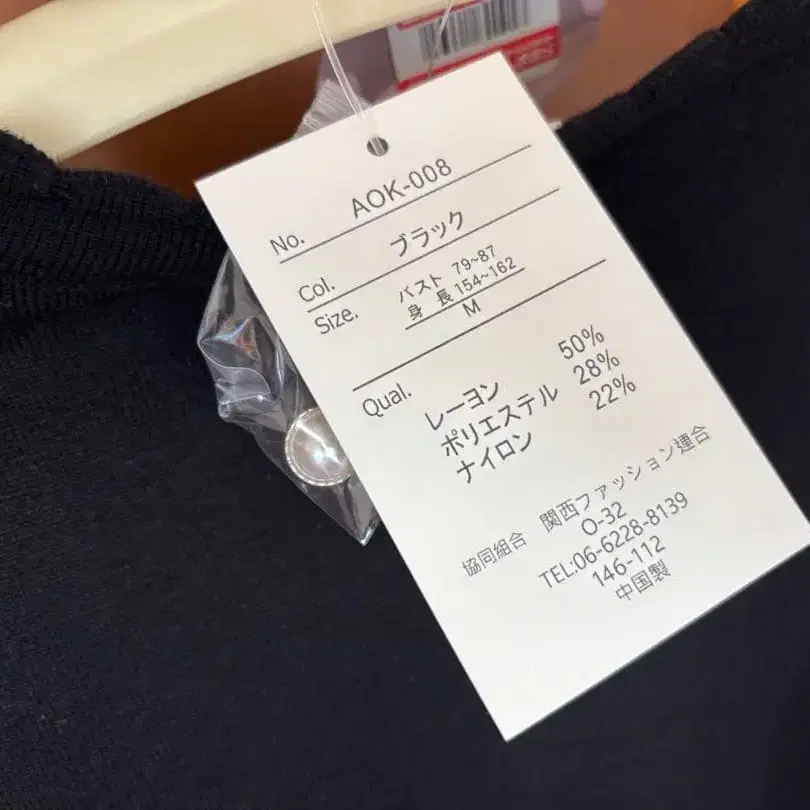 No. AOK-008
Col. ブラック
Size. バスト 79~87
身 長 154~162
M
Qual. レーヨン 50%
ポリエステル 28%
ナイロン 22%
協同組合 関西ファッション連合
O-32
TEL:06-6228-8139
146-112
中国製